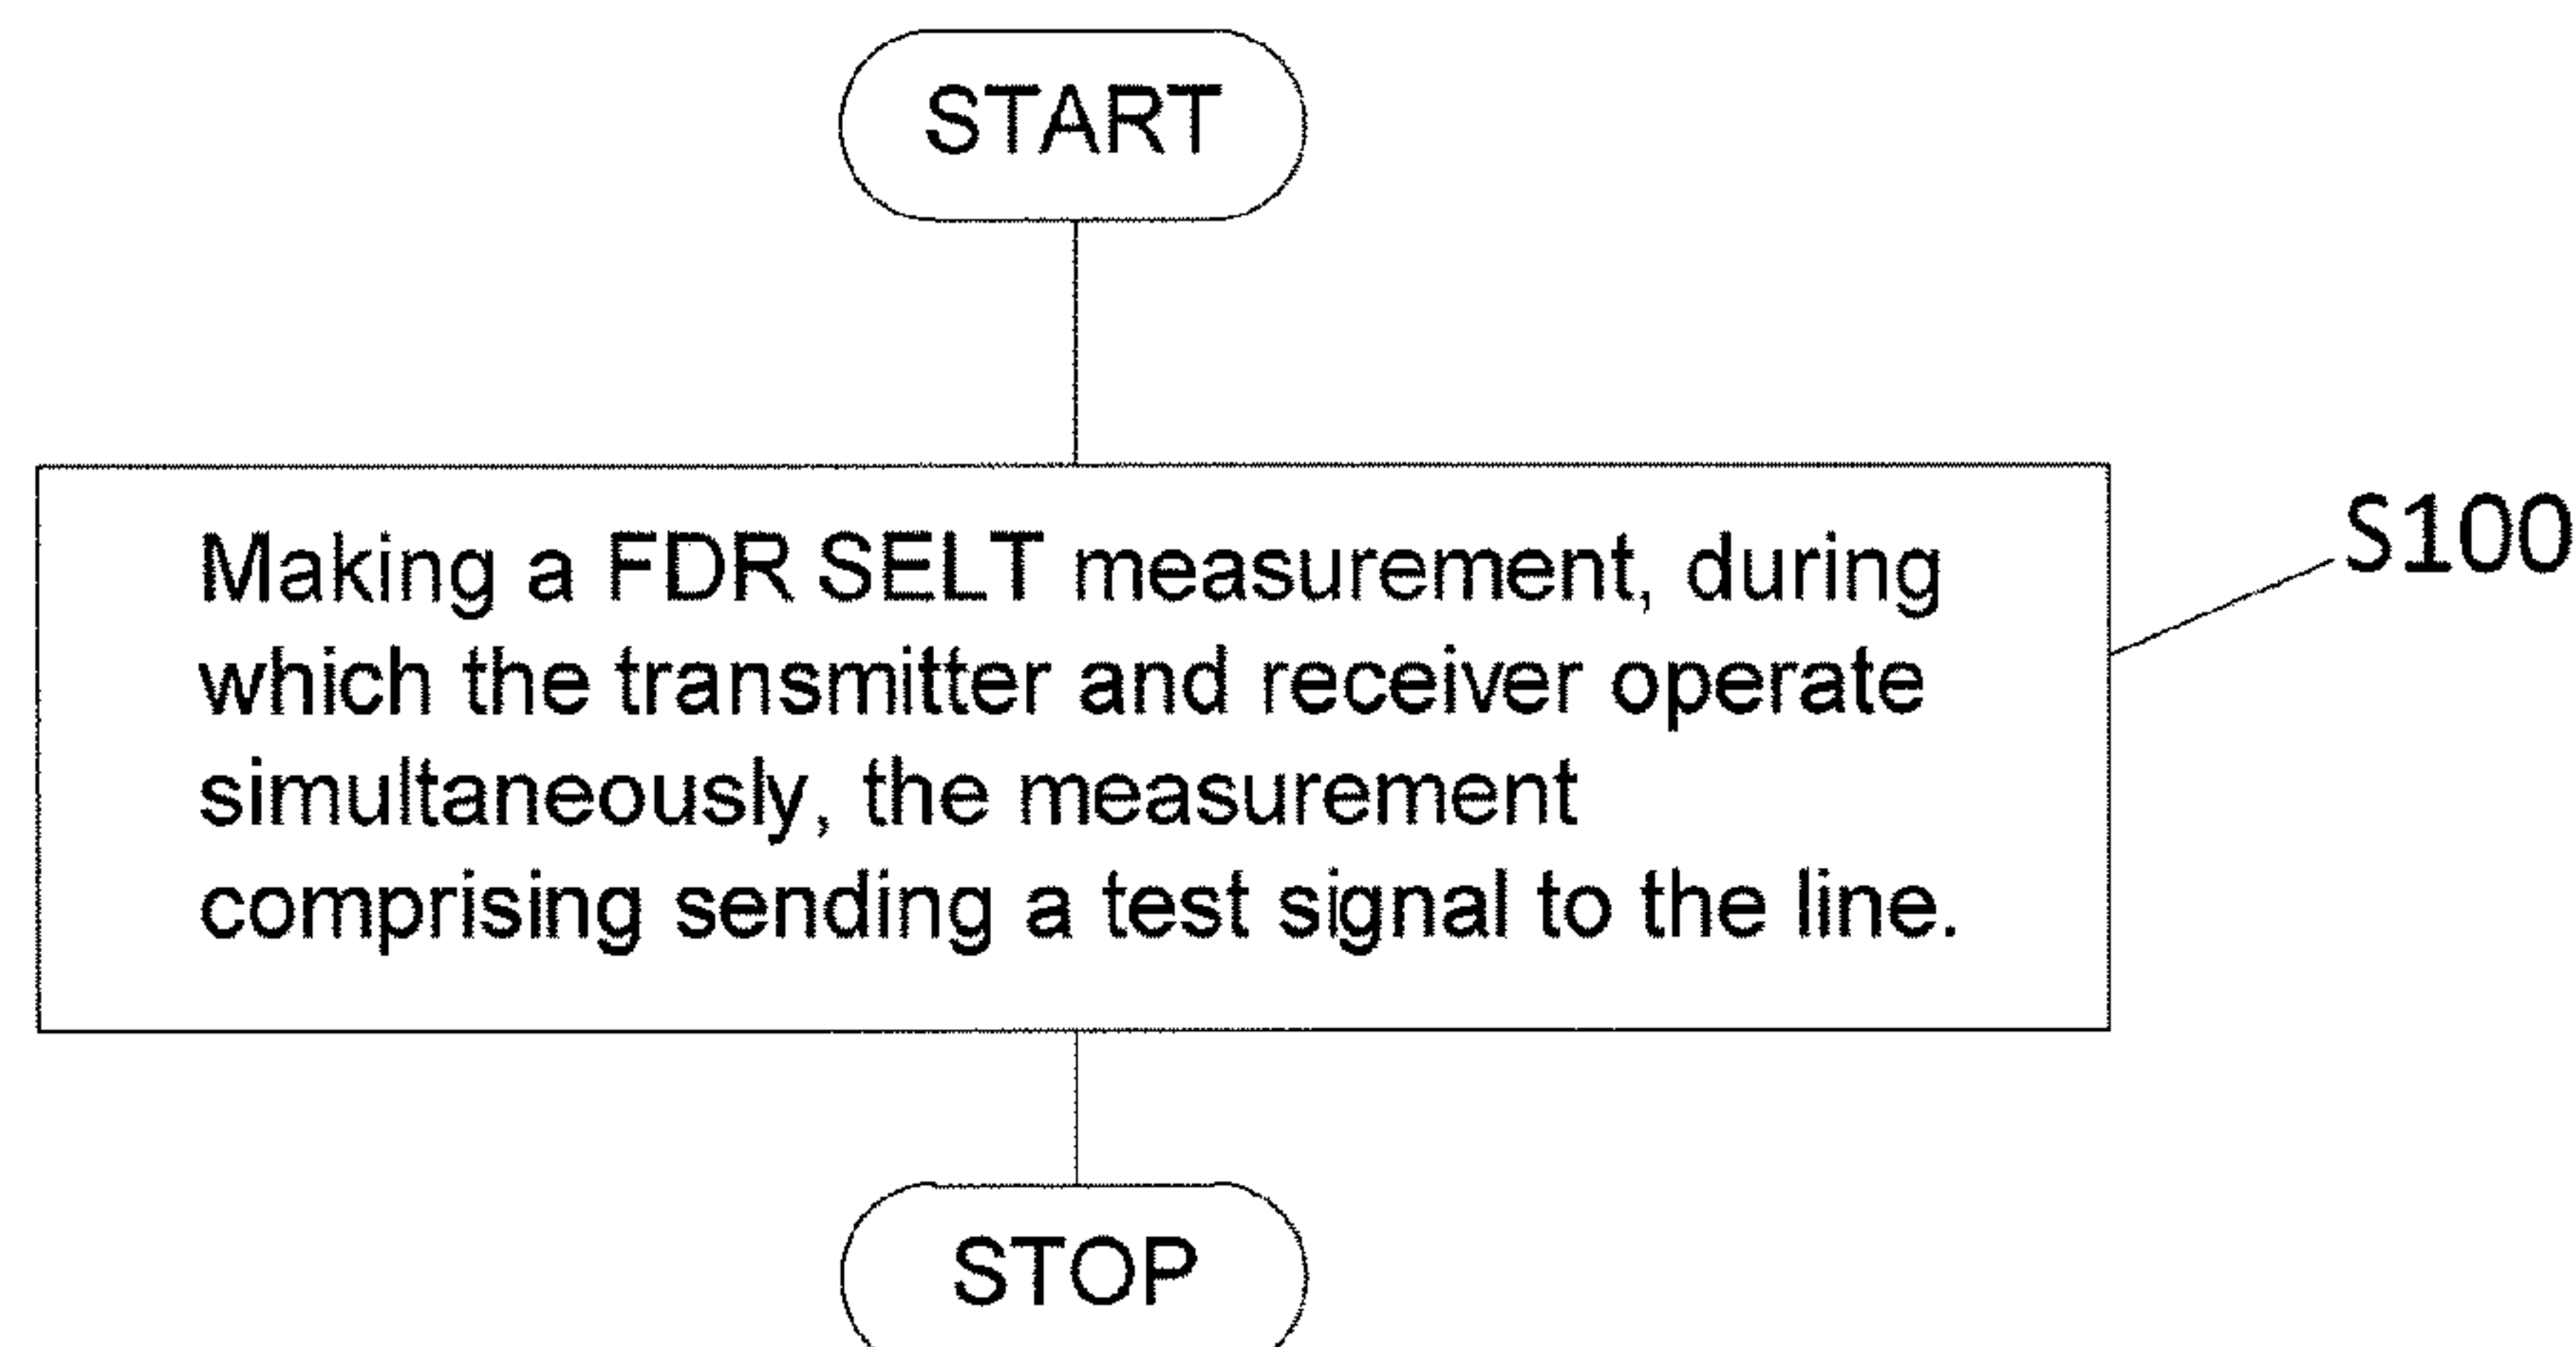 START
Making a FDR SELT measurement, during
which the transmitter and receiver operate
simultaneously, the measurement
comprising sending a test signal to the line.
S100
STOP